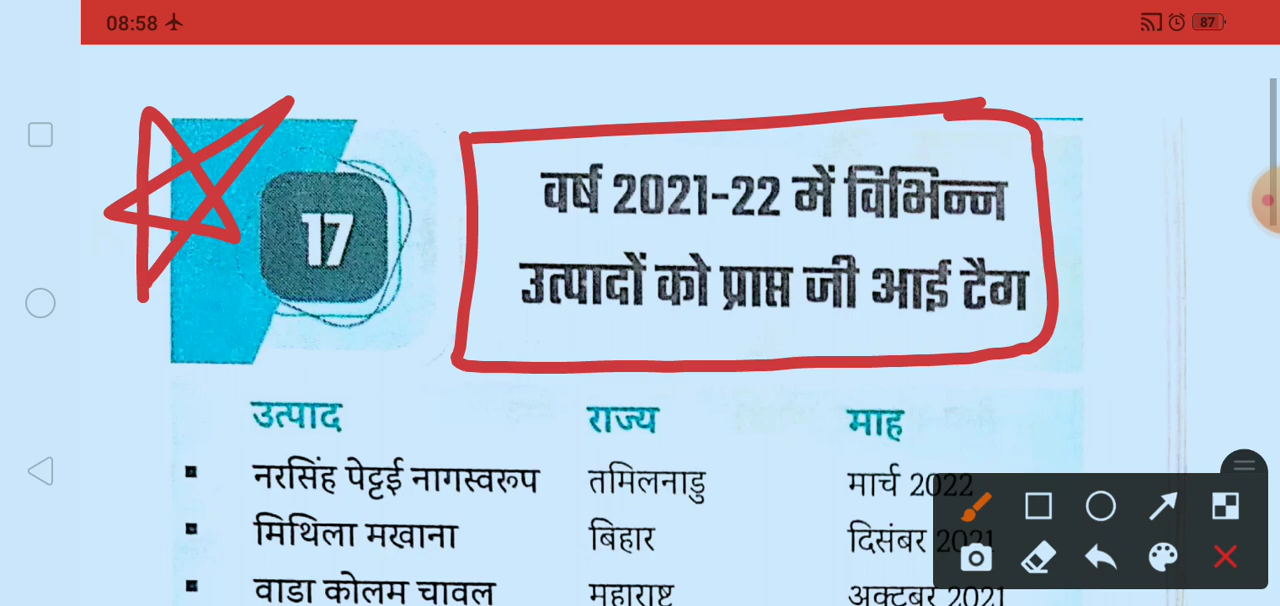 08:58
87
17
वर्ष 2021-22 में विभिन्न
उत्पादों को प्राप्त जी आई टैग
उत्पाद राज्य माह
▪ नरसिंह पेट्टई नागस्वरूप तमिलनाडु मार्च 2022
▪ मिथिला मखाना बिहार दिसंबर 2021
▪ वाडा कोलम चावल महाराष्ट्र अक्टूबर 2021